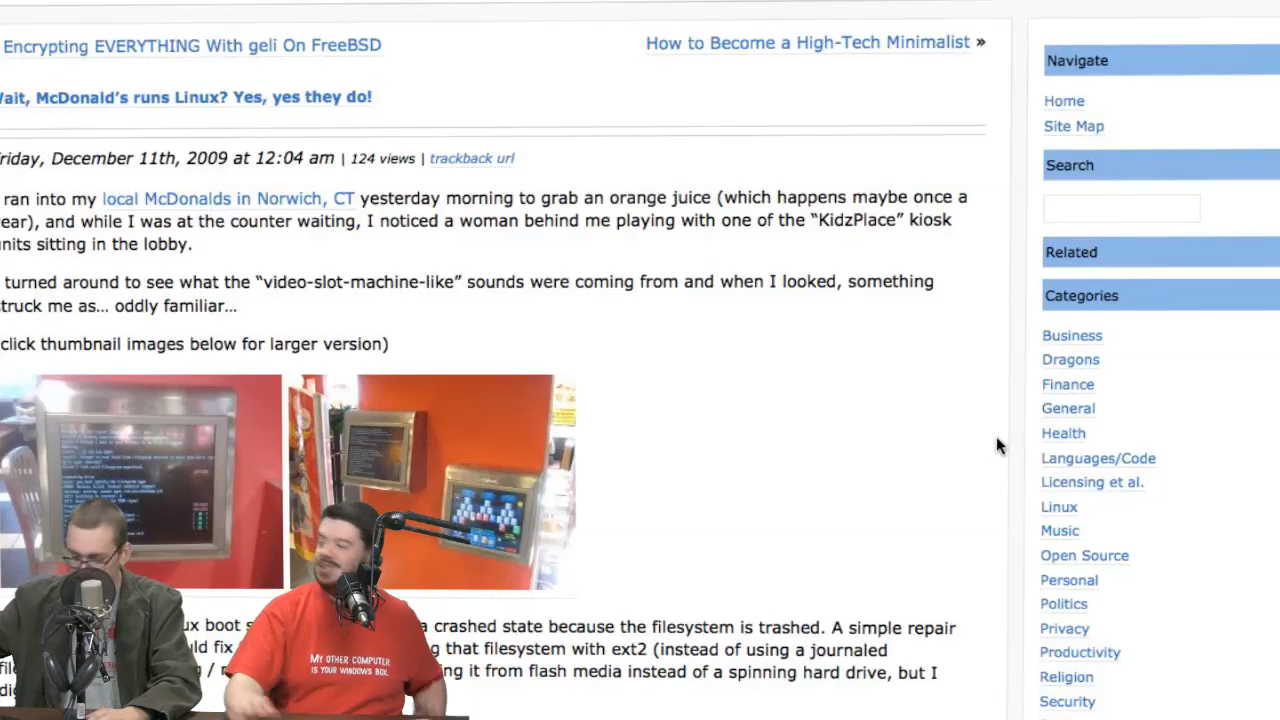 Encrypting EVERYTHING With geli On FreeBSD
How to Become a High-Tech Minimalist »
ait, McDonald's runs Linux? Yes, yes they do!
riday, December 11th, 2009 at 12:04 am | 124 views | trackback url
ran into my local McDonalds in Norwich, CT yesterday morning to grab an orange juice (which happens maybe once a
ear), and while I was at the counter waiting, I noticed a woman behind me playing with one of the “KidzPlace” kiosk
nits sitting in the lobby.
turned around to see what the “video-slot-machine-like” sounds were coming from and when I looked, something
truck me as... oddly familiar...
click thumbnail images below for larger version)
ux boot s a crashed state because the filesystem is trashed. A simple repair
uld fix g that filesystem with ext2 (instead of using a journaled
file g / r ing it from flash media instead of a spinning hard drive, but I
dig
MY OTHER COMPUTER
IS YOUR WINDOWS BOX.
Navigate
Home
Site Map
Search
Related
Categories
Business
Dragons
Finance
General
Health
Languages/Code
Licensing et al.
Linux
Music
Open Source
Personal
Politics
Privacy
Productivity
Religion
Security